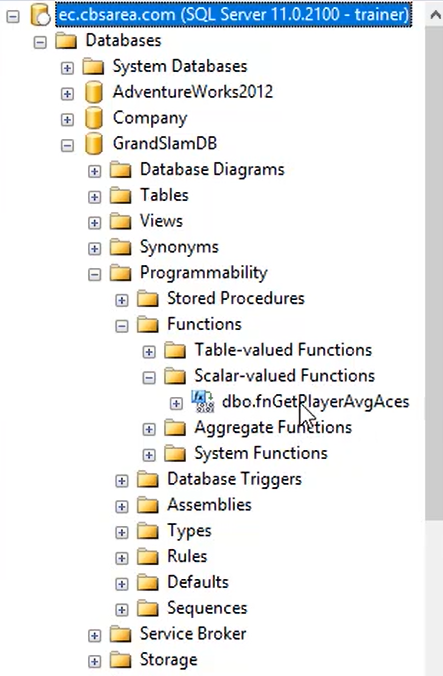 ec.cbsarea.com (SQL Server 11.0.2100 - trainer)
Databases
System Databases
AdventureWorks2012
Company
GrandSlamDB
Database Diagrams
Tables
Views
Synonyms
Programmability
Stored Procedures
Functions
Table-valued Functions
Scalar-valued Functions
dbo.fnGetPlayerAvgAces
Aggregate Functions
System Functions
Database Triggers
Assemblies
Types
Rules
Defaults
Sequences
Service Broker
Storage